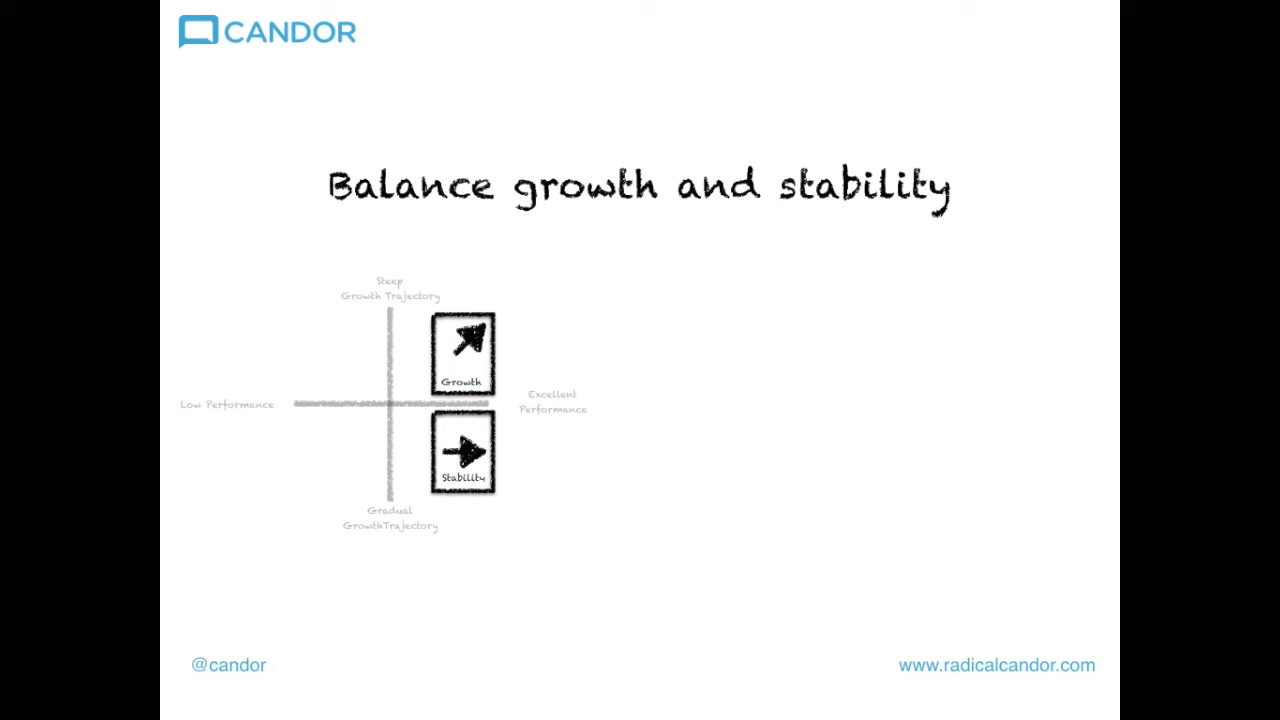 CANDOR
Balance growth and stability
Steep
Growth Trajectory
Growth
Low Performance
Excellent
Performance
Stability
Gradual
GrowthTrajectory
@candor
www.radicalcandor.com